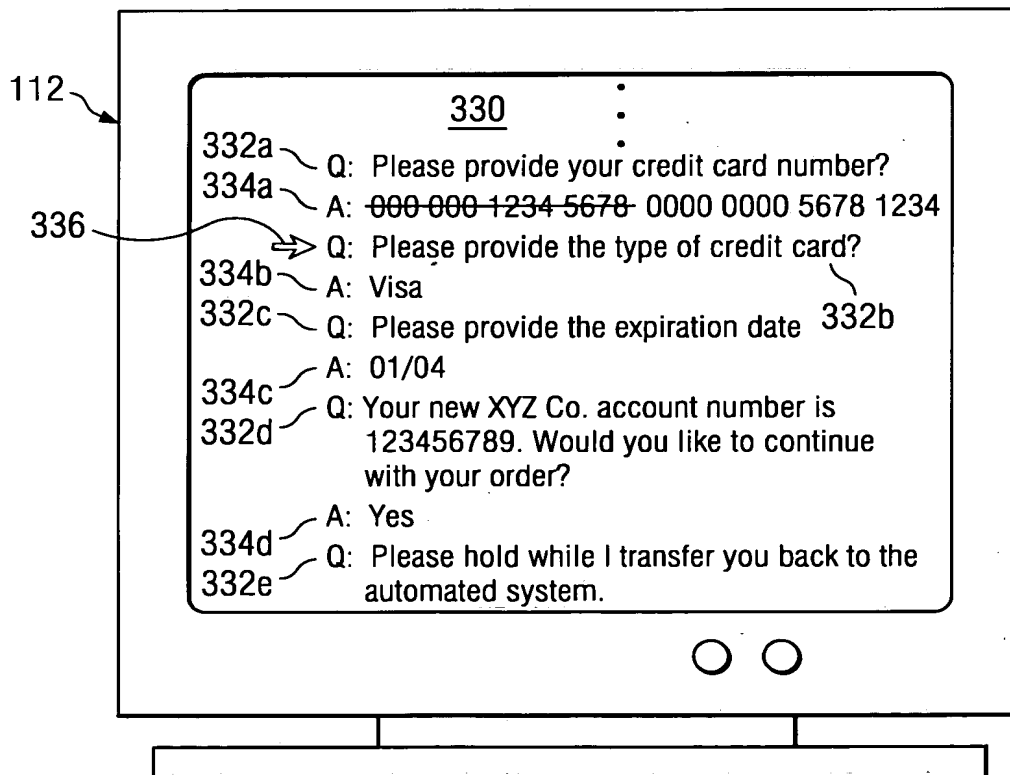 112
330
332a Q: Please provide your credit card number?
334a A: 000 000 1234 5678 0000 0000 5678 1234
336 Q: Please provide the type of credit card?
334b A: Visa
332b
332c Q: Please provide the expiration date
334c A: 01/04
332d Q: Your new XYZ Co. account number is
123456789. Would you like to continue
with your order?
334d A: Yes
332e Q: Please hold while I transfer you back to the
automated system.